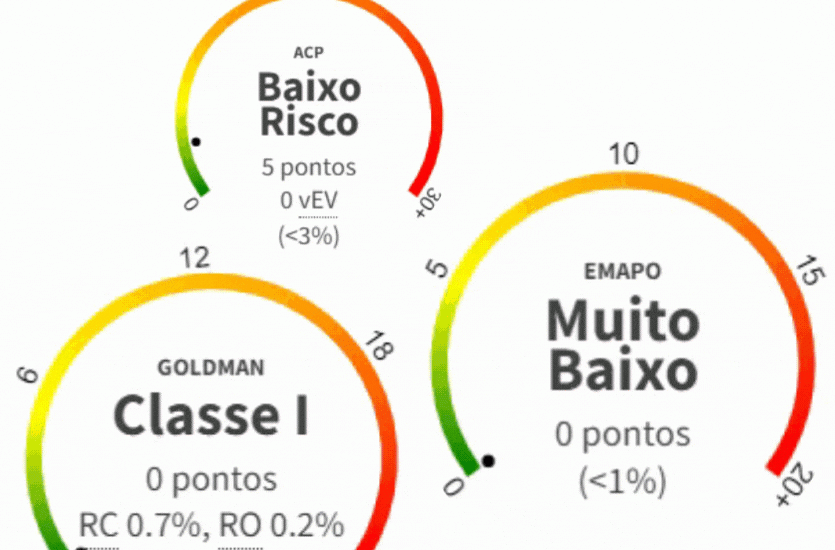 ACP
Baixo
Risco
5 pontos
0 vEV
(<3%)
0
30+
10
5
15
EMAPO
Muito
Baixo
0 pontos
(<1%)
0
20+
12
6
18
GOLDMAN
Classe I
0 pontos
RC 0.7%, RO 0.2%